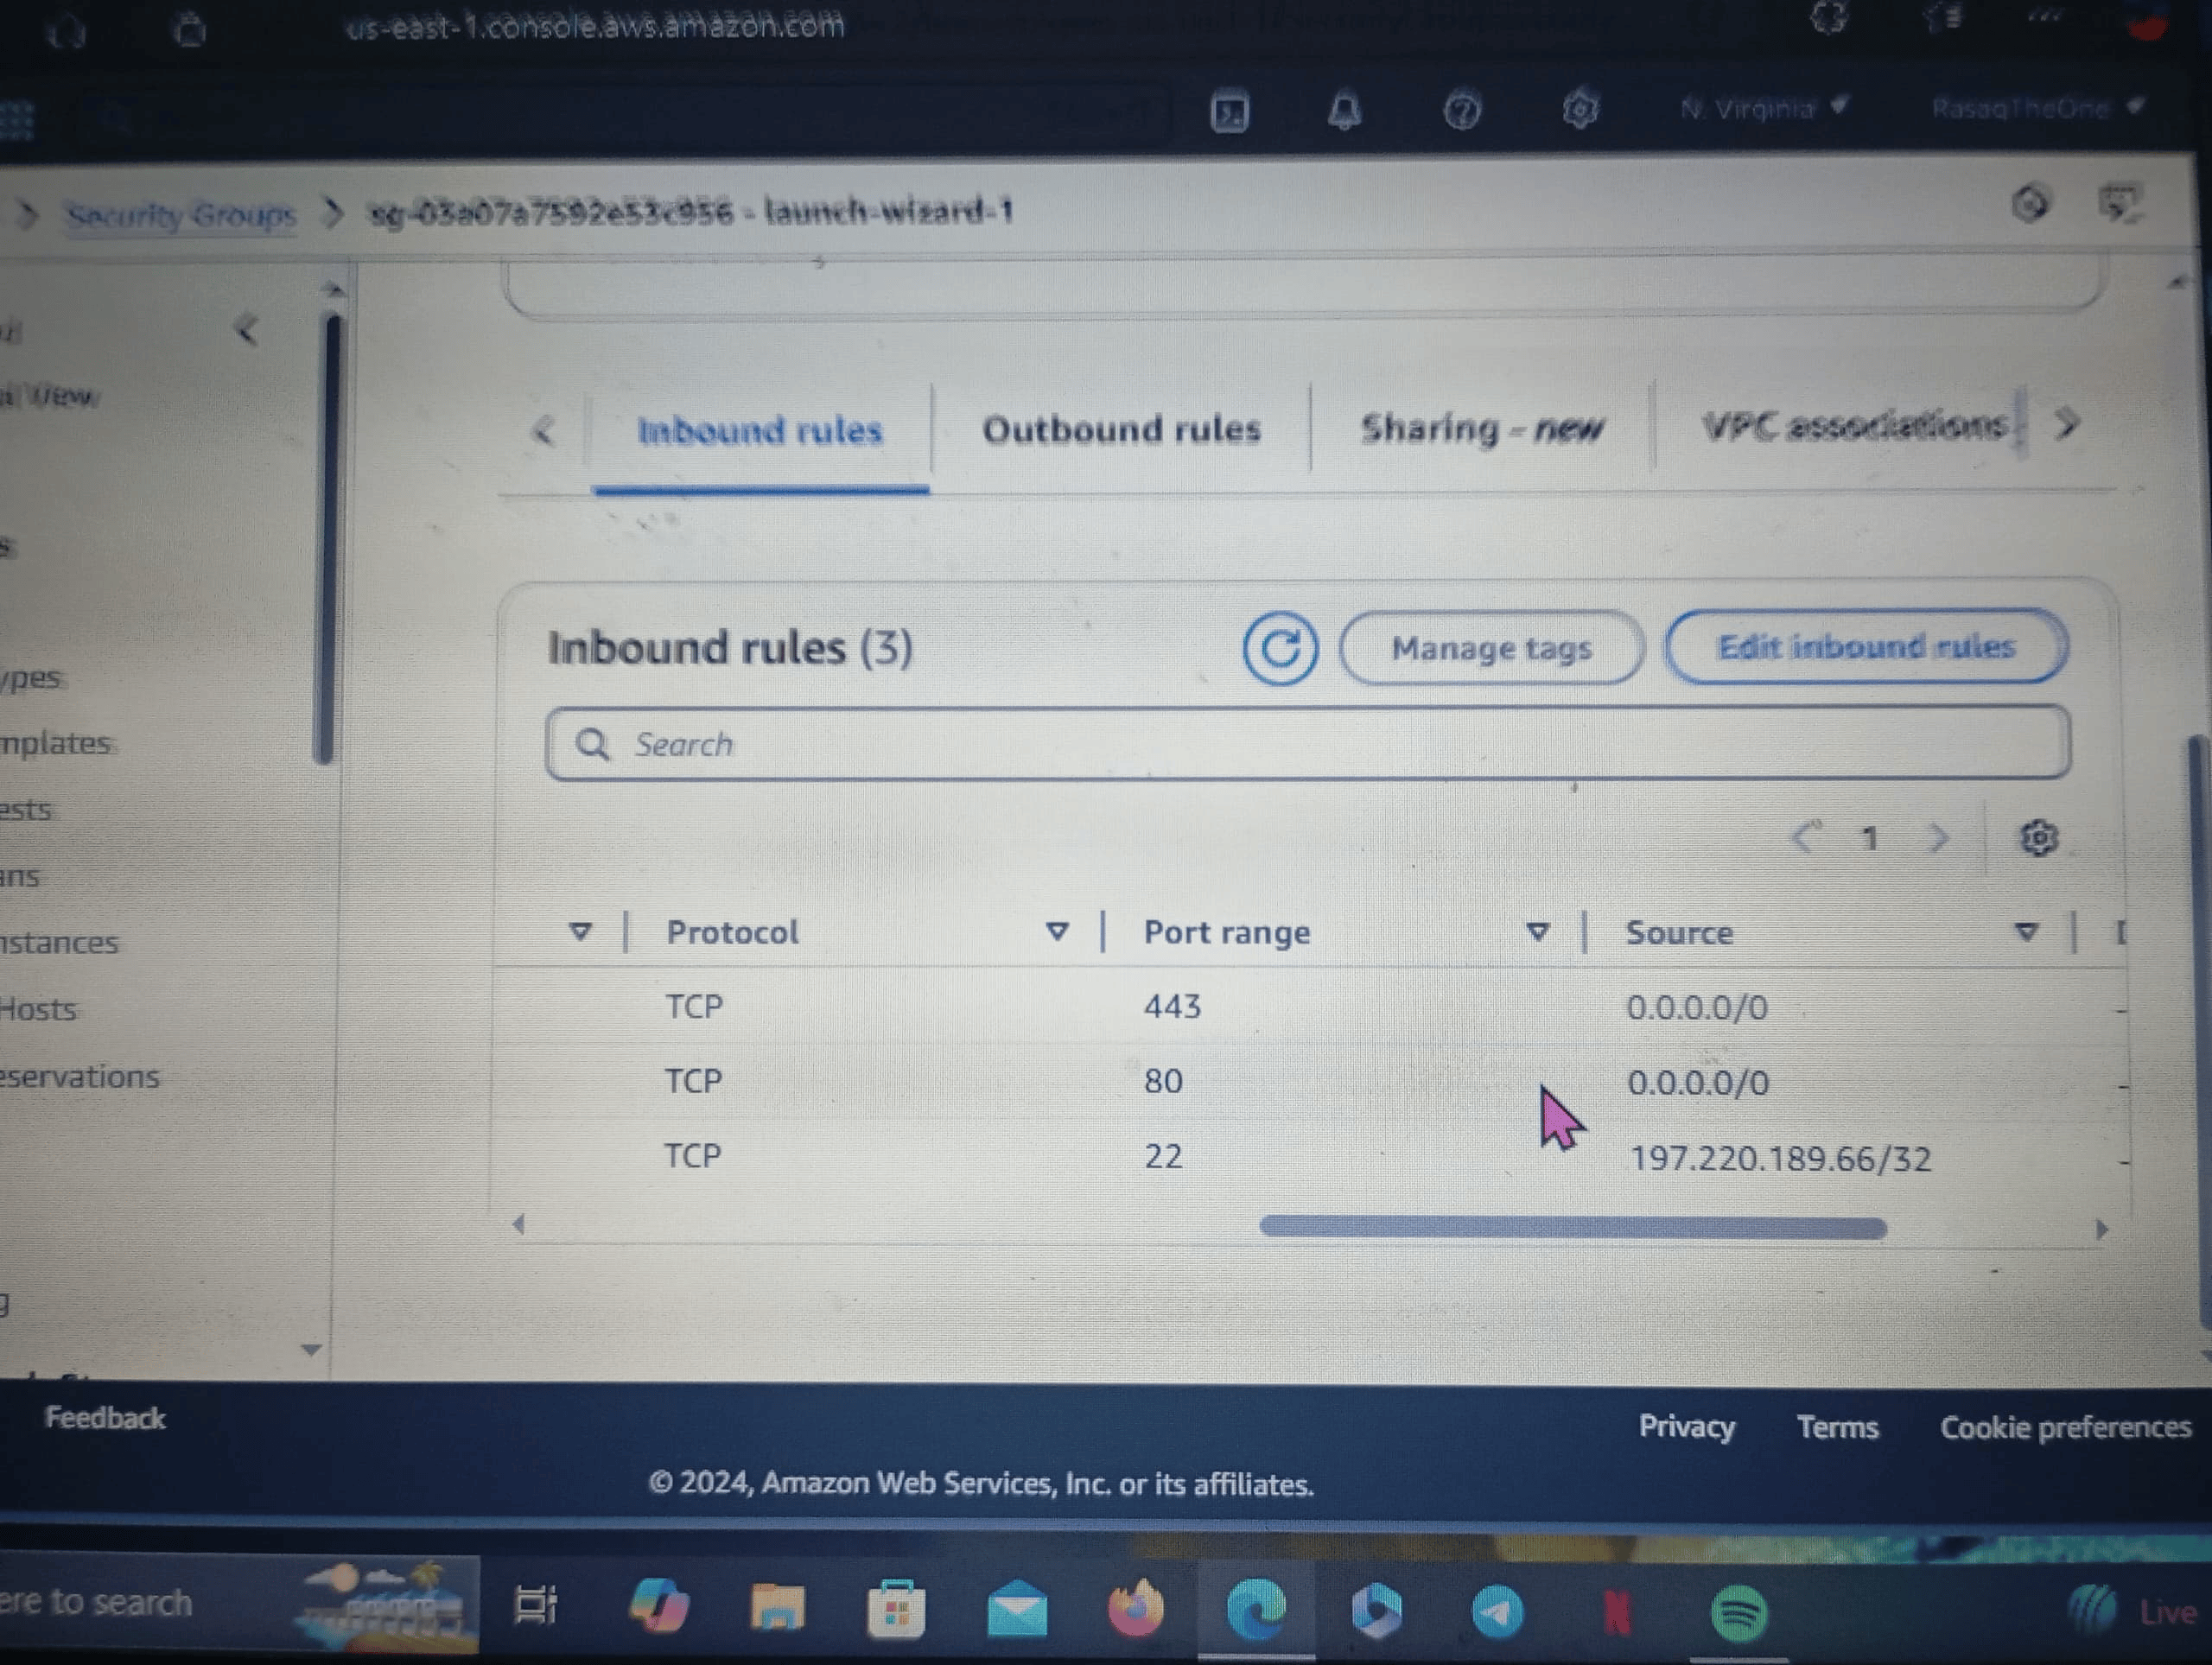 us-east-1.console.aws.amazon.com
N. Virginia
RasaqTheOne
Security Groups
sg-03a07a7592e53c956 - launch-wizard-1
View
Inbound rules
Outbound rules
Sharing - new
VPC associations
s
ypes
mplates
ests
ans
nstances
Hosts
eservations
g
Inbound rules (3)
Manage tags
Edit inbound rules
Search
1
Protocol
Port range
Source
TCP 443 0.0.0.0/0 -
TCP 80 0.0.0.0/0 -
TCP 22 197.220.189.66/32 -
Feedback
Privacy
Terms
Cookie preferences
© 2024, Amazon Web Services, Inc. or its affiliates.
ere to search
Live